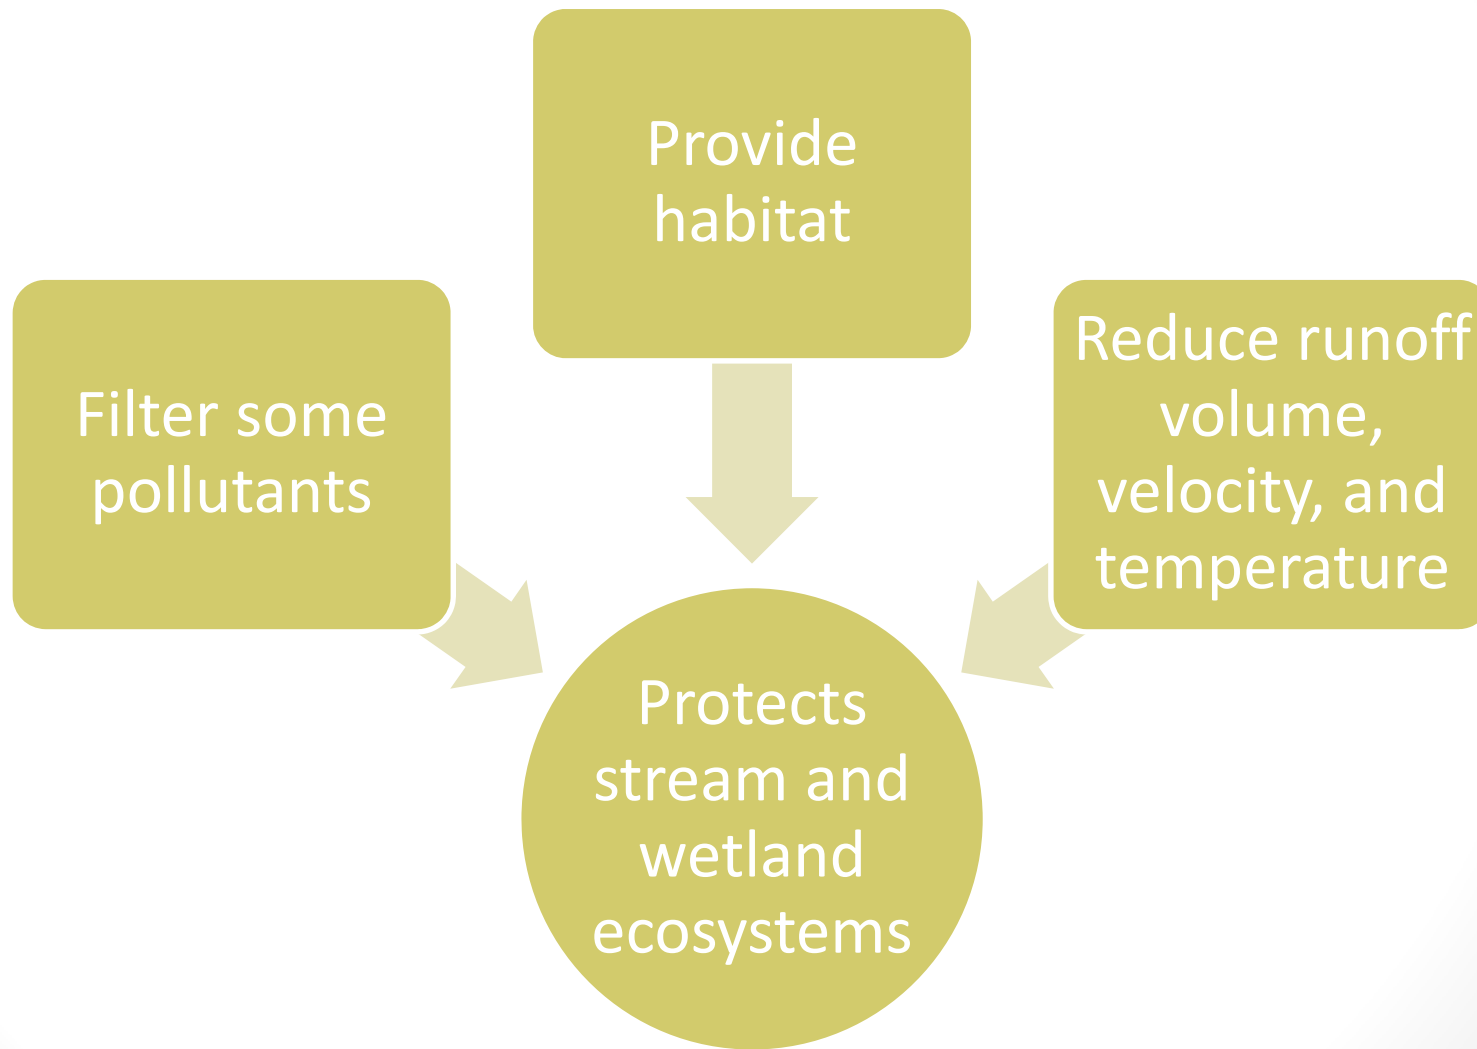 Provide
habitat
Filter some
pollutants
Reduce runoff
volume,
velocity, and
temperature
Protects
stream and
wetland
ecosystems